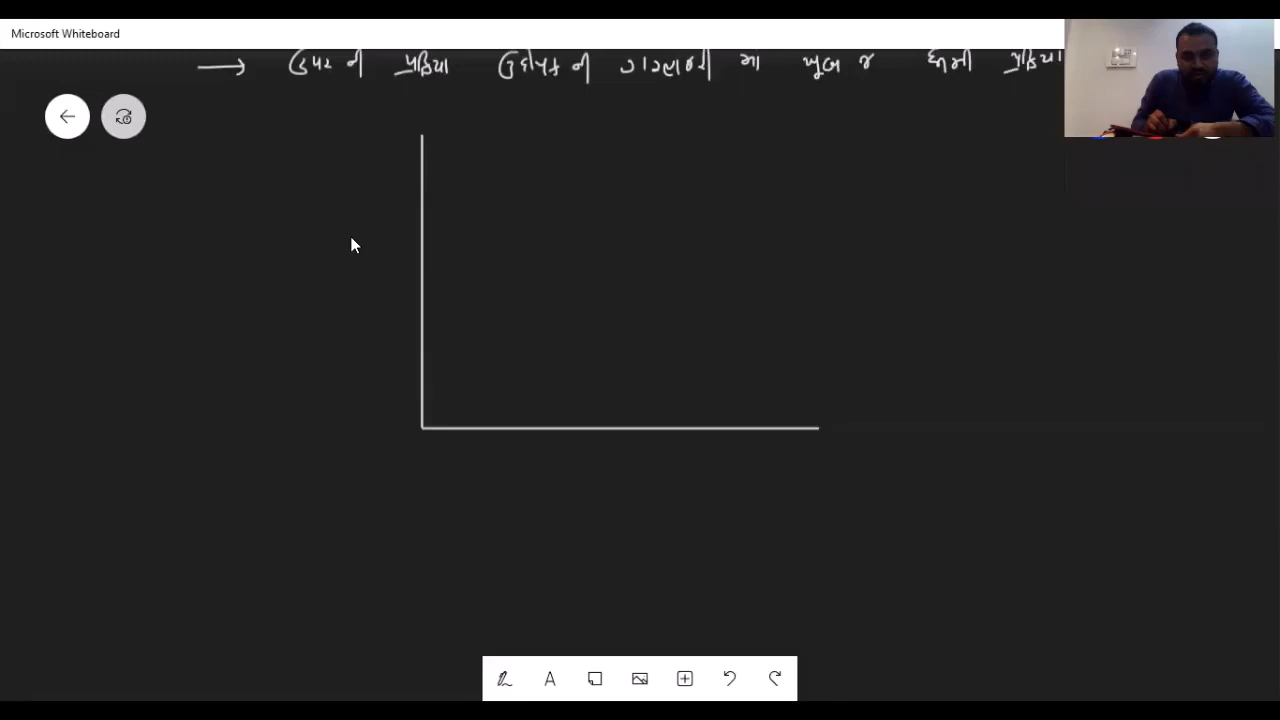 Microsoft Whiteboard
→ ઉપર ની પ્રક્રિયા ઉદ્દીપક ની ગેરહાજરી મા ખુબ જ ધીમી પ્રક્રિયા
A